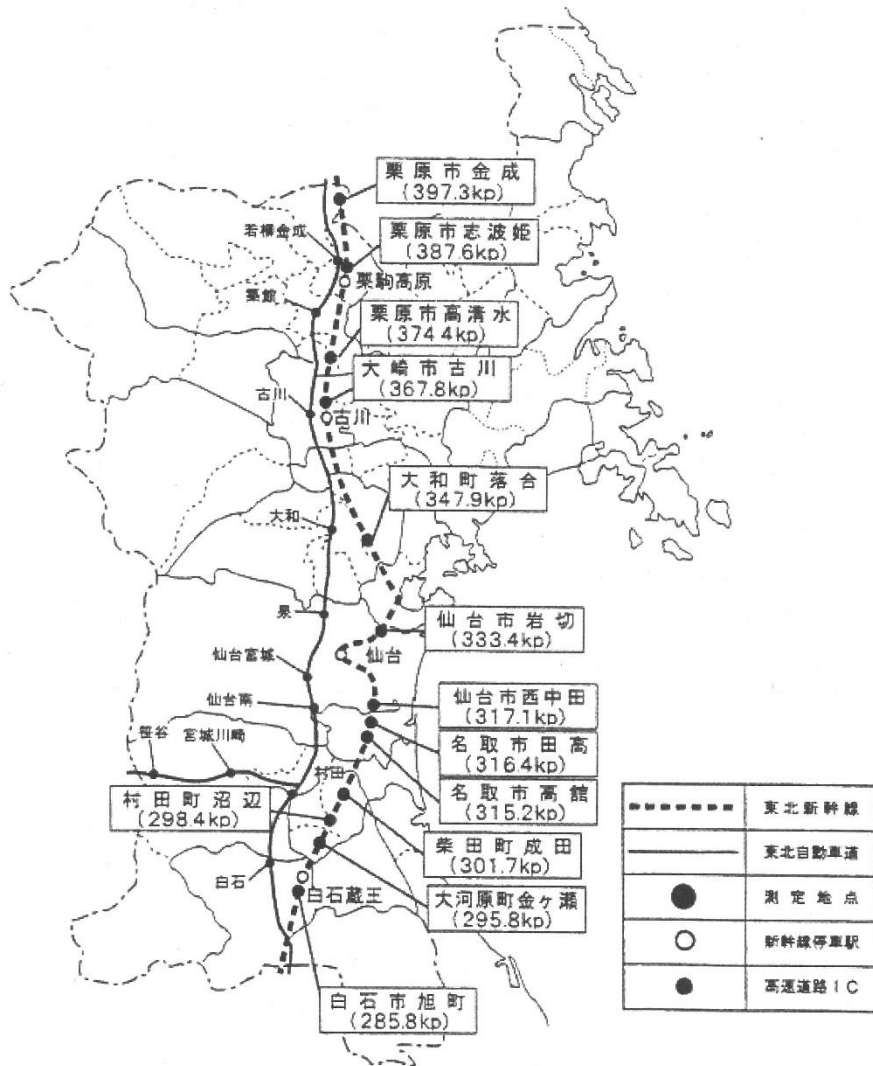 栗原市金成
(397.3kp)
若柳金成
栗原市志波姫
(387.6kp)
栗駒高原
築館
栗原市高清水
(374.4kp)
大崎市古川
(367.8kp)
古川
古川
大和町落合
(347.9kp)
大和
泉
仙台市岩切
(333.4kp)
仙台宮城
仙台
仙台南
仙台市西中田
(317.1kp)
笹谷
宮城川崎
名取市田高
(316.4kp)
村田
名取市高舘
(315.2kp)
村田町沼辺
(298.4kp)
柴田町成田
(301.7kp)
白石
白石蔵王
大河原町金ヶ瀬
(295.8kp)
白石市旭町
(285.8kp)
東北新幹線
東北自動車道
測定地点
新幹線停車駅
高速道路IC